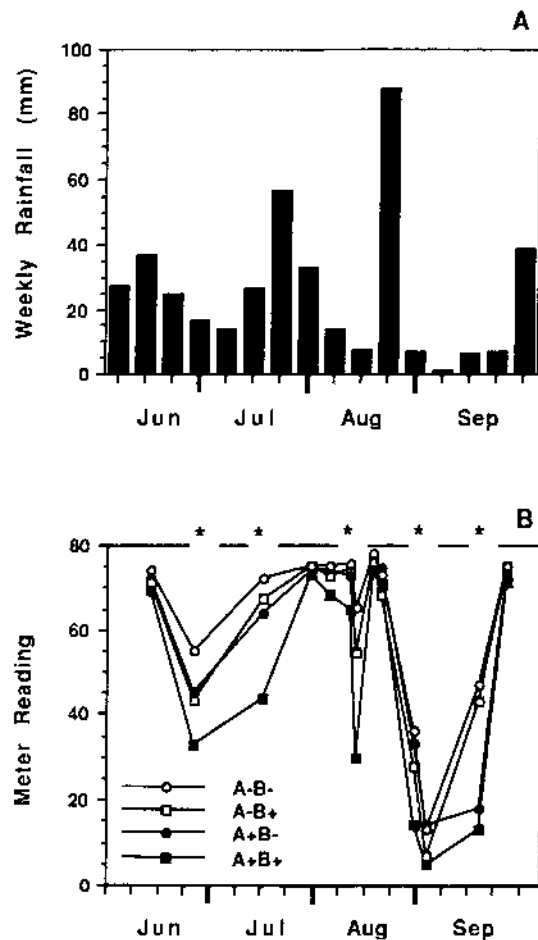 A
Weekly Rainfall (mm)
100
80
60
40
20
0
Jun Jul Aug Sep
B
* * * * *
Meter Reading
80
60
40
20
0
A-B-
A-B+
A+B-
A+B+
Jun Jul Aug Sep